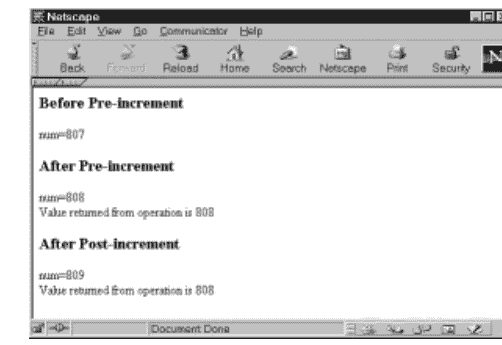 Netscape
File Edit View Go Communicator Help
Back Forward Reload Home Search Netscape Print Security N
Before Pre-increment
num=807
After Pre-increment
num=808
Value returned from operation is 808
After Post-increment
num=809
Value returned from operation is 808
Document Done